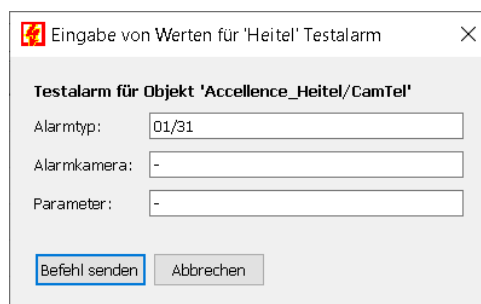 Eingabe von Werten für 'Heitel' Testalarm
Testalarm für Objekt 'Accellence_Heitel/CamTel'
Alarmtyp: 01/31
Alarmkamera: -
Parameter: -
Befehl senden Abbrechen